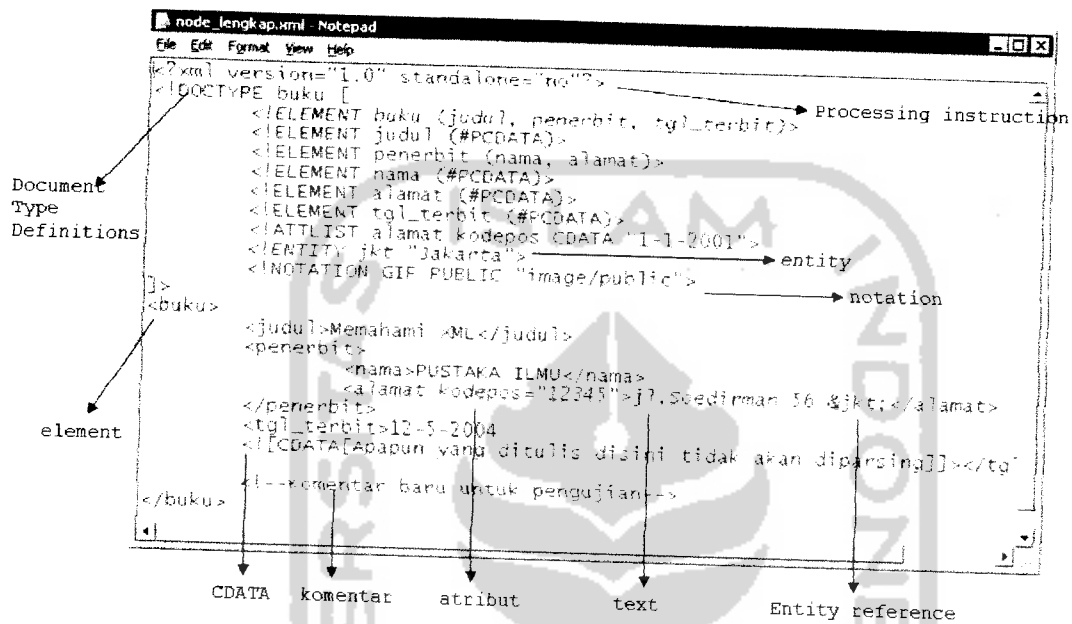 node_lengkap.xml - Notepad
File Edit Format View Help
<?xml version="1.0" standalone="no"?>
<!DOCTYPE buku [
<!ELEMENT buku (judul, penerbit, tgl_terbit)>
<!ELEMENT judul (#PCDATA)>
<!ELEMENT penerbit (nama, alamat)>
<!ELEMENT nama (#PCDATA)>
<!ELEMENT alamat (#PCDATA)>
<!ELEMENT tgl_terbit (#PCDATA)>
<!ATTLIST alamat kodepos CDATA "1-1-2001">
<!ENTITY jkt "Jakarta">
<!NOTATION GIF PUBLIC "image/public">
]>
<buku>
<judul>Memahami XML</judul>
<penerbit>
<nama>PUSTAKA ILMU</nama>
<alamat kodepos="12345">jl.Soedirman 56 &jkt;</alamat>
</penerbit>
<tgl_terbit>12-5-2004
<![CDATA[Apapun yang ditulis disini tidak akan diparsing]]></tgl
<!--Komentar baru untuk pengujian-->
</buku>
Processing instruction
Document
Type
Definitions
entity
notation
element
CDATA
komentar
atribut
text
Entity reference
ISLAM